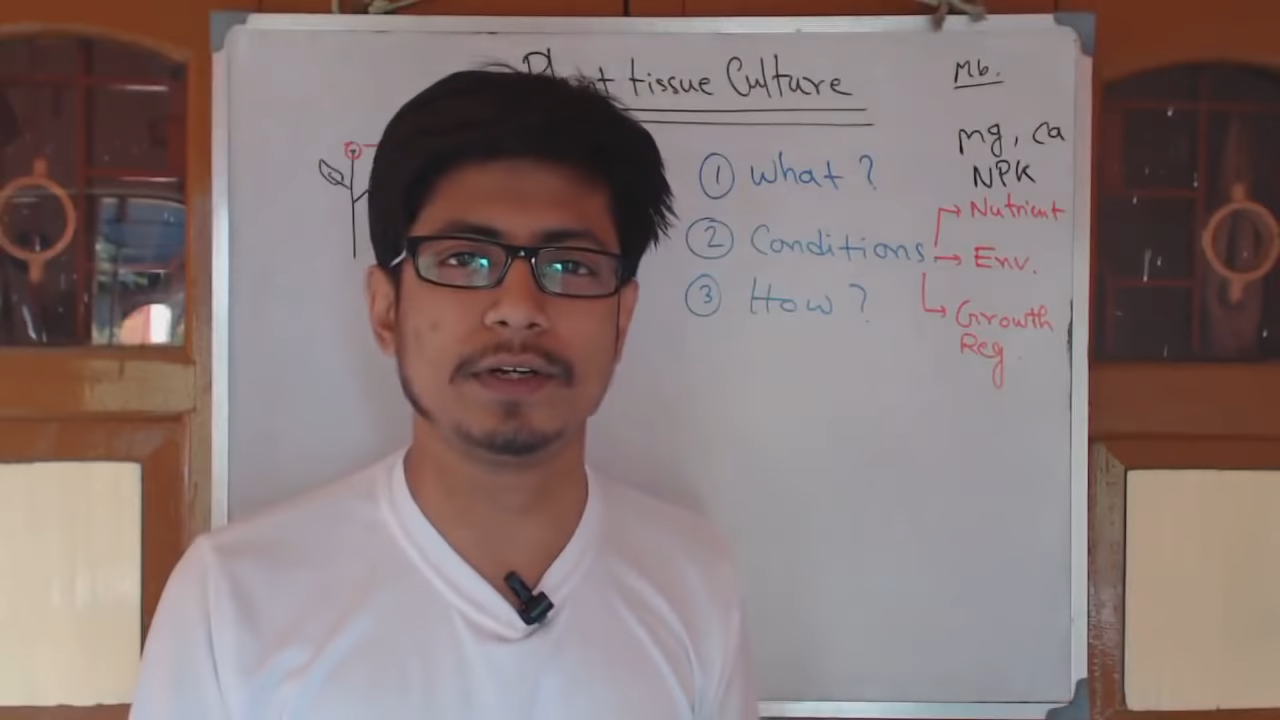 Plant tissue Culture
Mb.
Mg, Ca
NPK
① What ?
② Conditions
③ How ?
Nutrient
Env.
Growth
Reg.